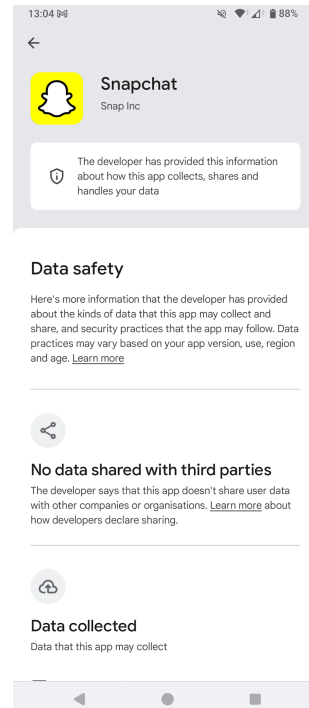 13:04
88%
Snapchat
Snap Inc
The developer has provided this information
about how this app collects, shares and
handles your data
Data safety
Here's more information that the developer has provided
about the kinds of data that this app may collect and
share, and security practices that the app may follow. Data
practices may vary based on your app version, use, region
and age. Learn more
No data shared with third parties
The developer says that this app doesn't share user data
with other companies or organisations. Learn more about
how developers declare sharing.
Data collected
Data that this app may collect